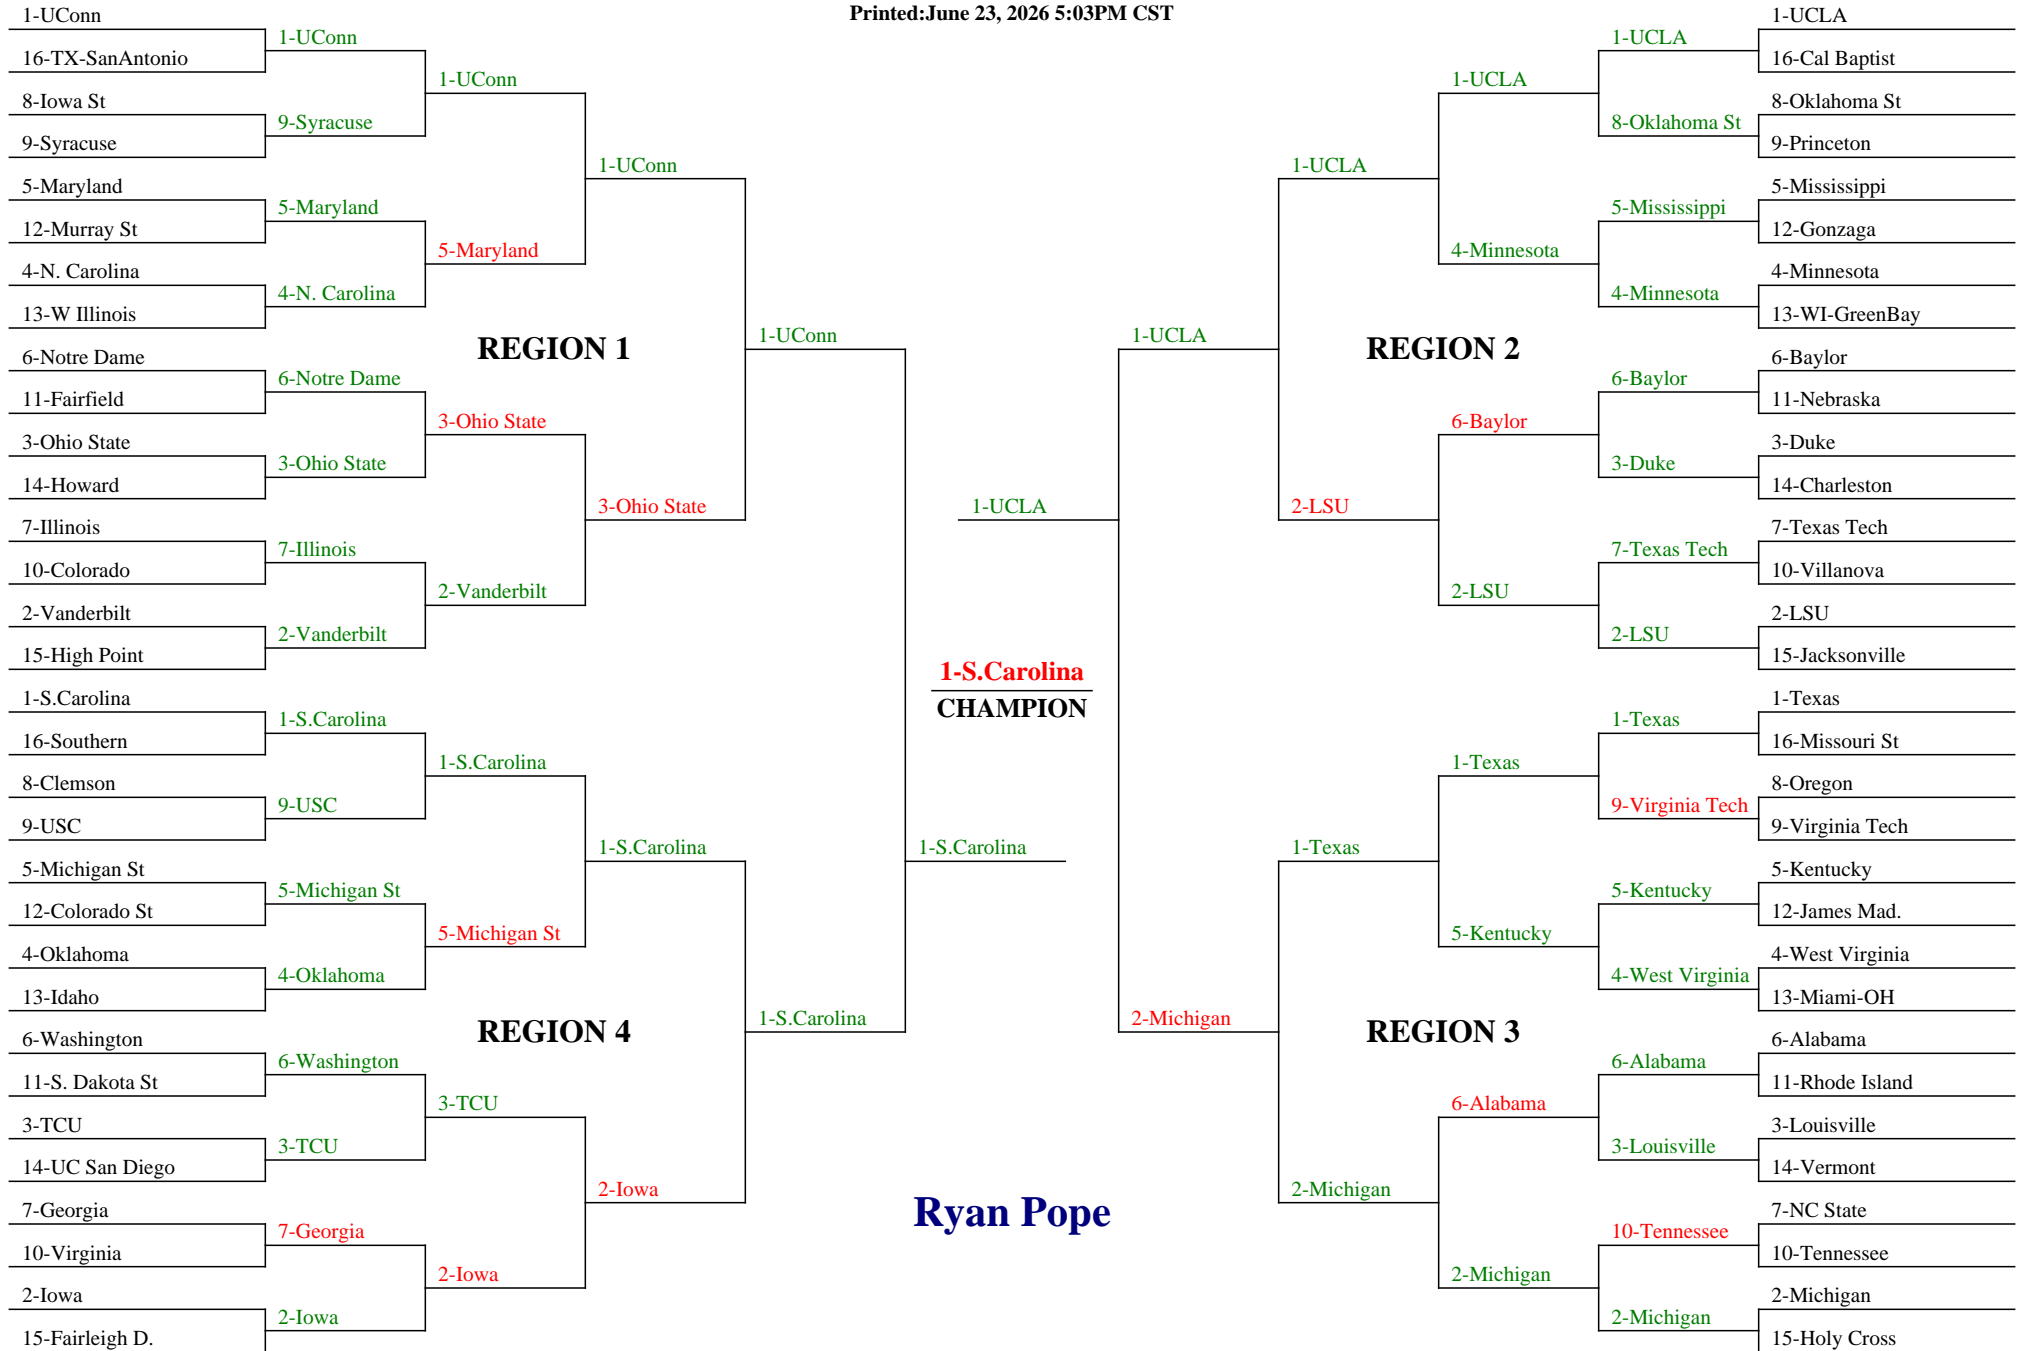 Printed:June 23, 2026 5:03PM CST
1-UConn
16-TX-SanAntonio
8-Iowa St
9-Syracuse
5-Maryland
12-Murray St
4-N. Carolina
13-W Illinois
6-Notre Dame
11-Fairfield
3-Ohio State
14-Howard
7-Illinois
10-Colorado
2-Vanderbilt
15-High Point
1-S.Carolina
16-Southern
8-Clemson
9-USC
5-Michigan St
12-Colorado St
4-Oklahoma
13-Idaho
6-Washington
11-S. Dakota St
3-TCU
14-UC San Diego
7-Georgia
10-Virginia
2-Iowa
15-Fairleigh D.
1-UConn
9-Syracuse
5-Maryland
4-N. Carolina
6-Notre Dame
3-Ohio State
7-Illinois
2-Vanderbilt
1-S.Carolina
9-USC
5-Michigan St
4-Oklahoma
6-Washington
3-TCU
7-Georgia
2-Iowa
1-UConn
5-Maryland
3-Ohio State
2-Vanderbilt
1-S.Carolina
5-Michigan St
3-TCU
2-Iowa
REGION 1
REGION 4
1-UConn
3-Ohio State
1-S.Carolina
2-Iowa
1-UConn
1-S.Carolina
1-UCLA
1-S.Carolina
CHAMPION
1-S.Carolina
Ryan Pope
1-UCLA
2-Michigan
1-UCLA
2-LSU
1-Texas
2-Michigan
REGION 2
REGION 3
1-UCLA
4-Minnesota
6-Baylor
2-LSU
1-Texas
5-Kentucky
6-Alabama
2-Michigan
1-UCLA
8-Oklahoma St
5-Mississippi
4-Minnesota
6-Baylor
3-Duke
7-Texas Tech
2-LSU
1-Texas
9-Virginia Tech
5-Kentucky
4-West Virginia
6-Alabama
3-Louisville
10-Tennessee
2-Michigan
1-UCLA
16-Cal Baptist
8-Oklahoma St
9-Princeton
5-Mississippi
12-Gonzaga
4-Minnesota
13-WI-GreenBay
6-Baylor
11-Nebraska
3-Duke
14-Charleston
7-Texas Tech
10-Villanova
2-LSU
15-Jacksonville
1-Texas
16-Missouri St
8-Oregon
9-Virginia Tech
5-Kentucky
12-James Mad.
4-West Virginia
13-Miami-OH
6-Alabama
11-Rhode Island
3-Louisville
14-Vermont
7-NC State
10-Tennessee
2-Michigan
15-Holy Cross